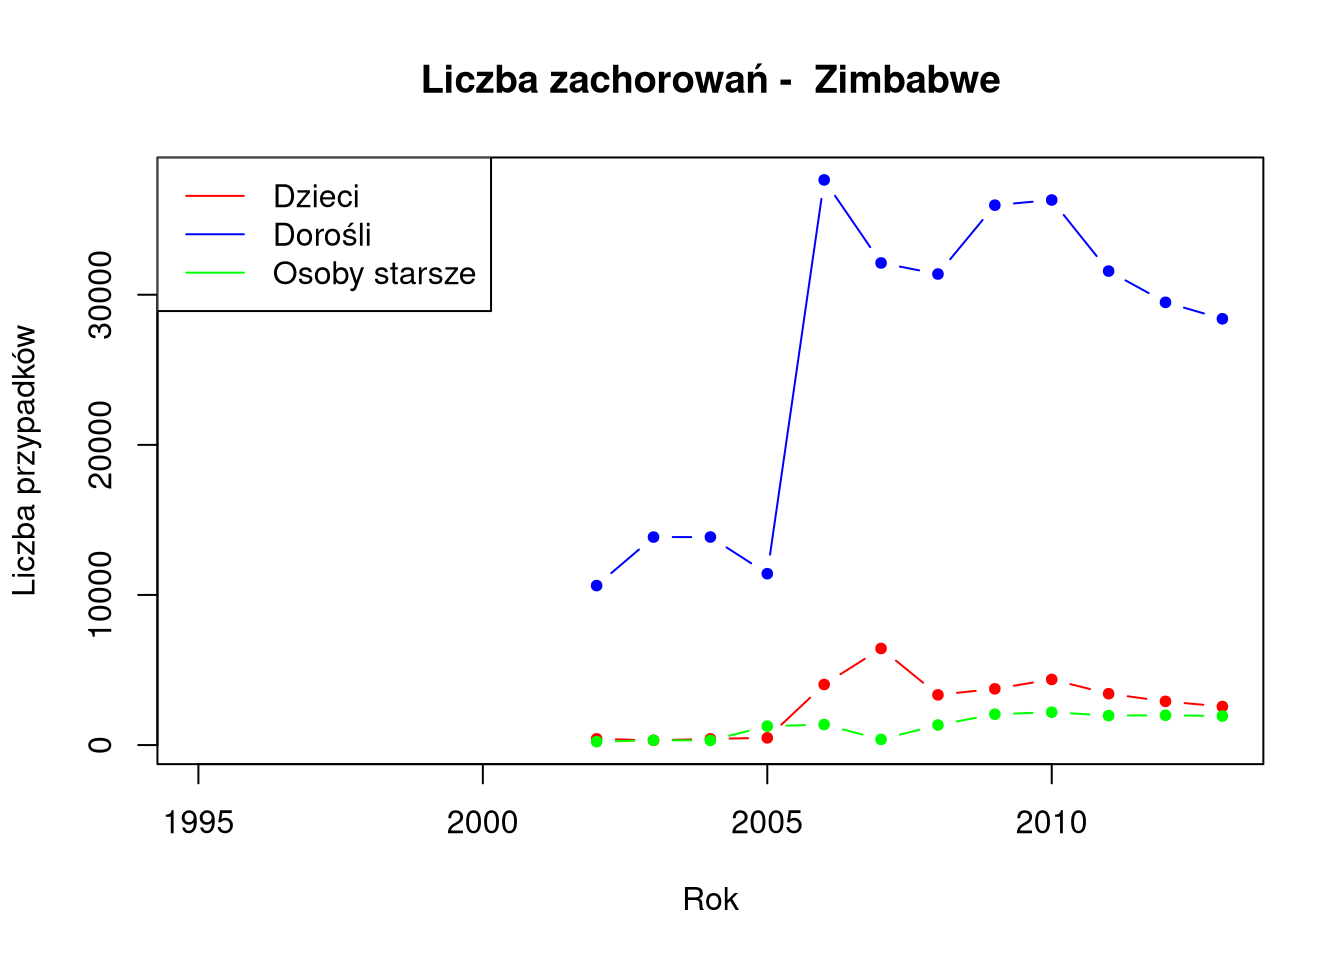 Liczba zachorowań -  Zimbabwe
Dzieci
Dorośli
Osoby starsze
Liczba przypadków
30000
20000
10000
0
1995 2000 2005 2010
Rok